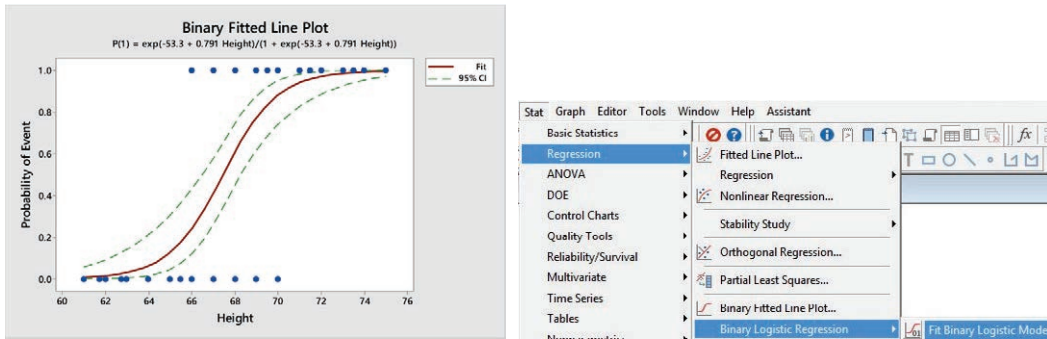 Binary Fitted Line Plot
P(1) = exp(-53.3 + 0.791 Height)/(1 + exp(-53.3 + 0.791 Height))
Fit
95% CI
1.0
0.8
0.6
0.4
0.2
0.0
Probability of Event
60 62 64 66 68 70 72 74 76
Height
Stat Graph Editor Tools Window Help Assistant
Basic Statistics
Regression
ANOVA
DOE
Control Charts
Quality Tools
Reliability/Survival
Multivariate
Time Series
Tables
fx
T
Fitted Line Plot...
Regression
Nonlinear Regression...
Stability Study
Orthogonal Regression...
Partial Least Squares...
Binary Fitted Line Plot...
Binary Logistic Regression
Fit Binary Logistic Mode